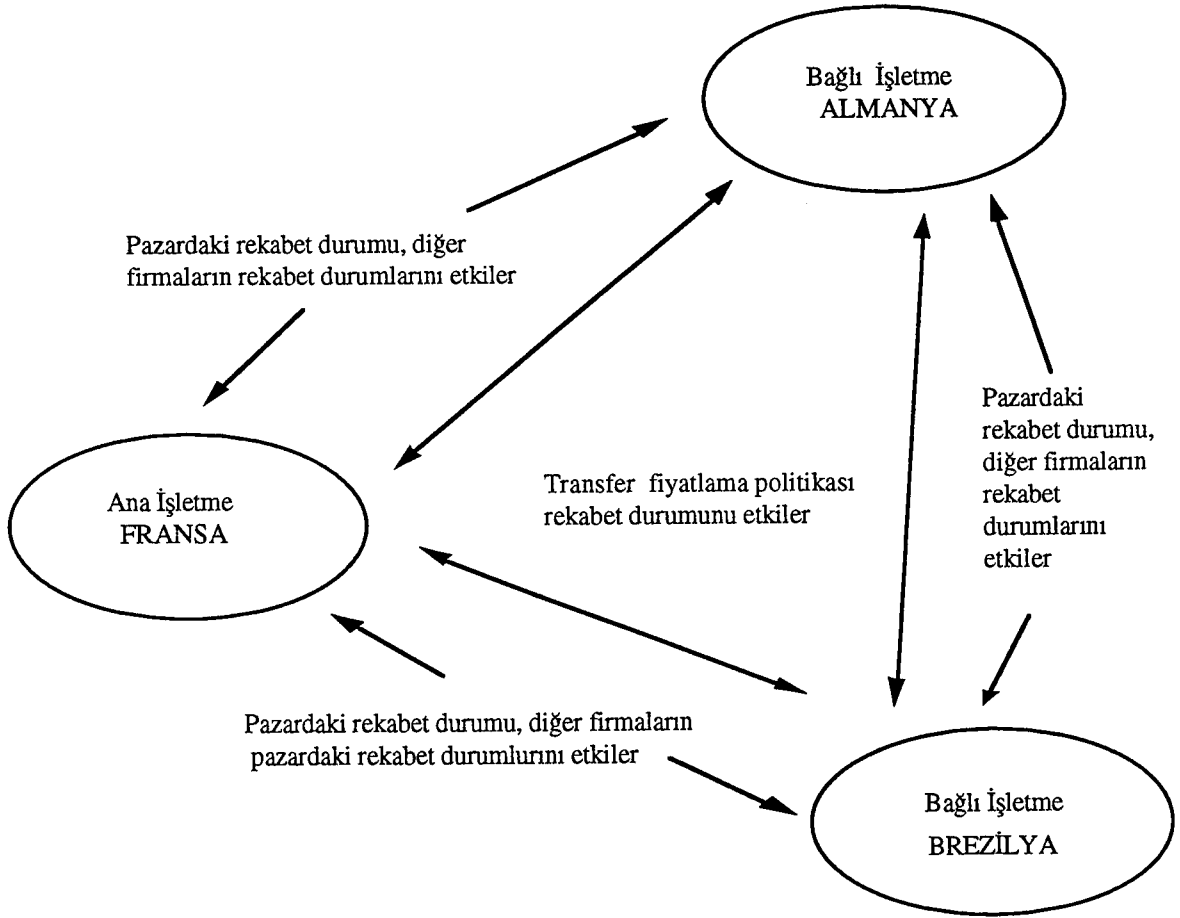 Bağlı İşletme
ALMANYA
Pazardaki rekabet durumu, diğer
firmaların rekabet durumlarını etkiler
Pazardaki
rekabet durumu,
diğer firmaların
rekabet
durumlarını
etkiler
Ana İşletme
FRANSA
Transfer fiyatlama politikası
rekabet durumunu etkiler
Pazardaki rekabet durumu, diğer firmaların
pazardaki rekabet durumlurını etkiler
Bağlı İşletme
BREZİLYA